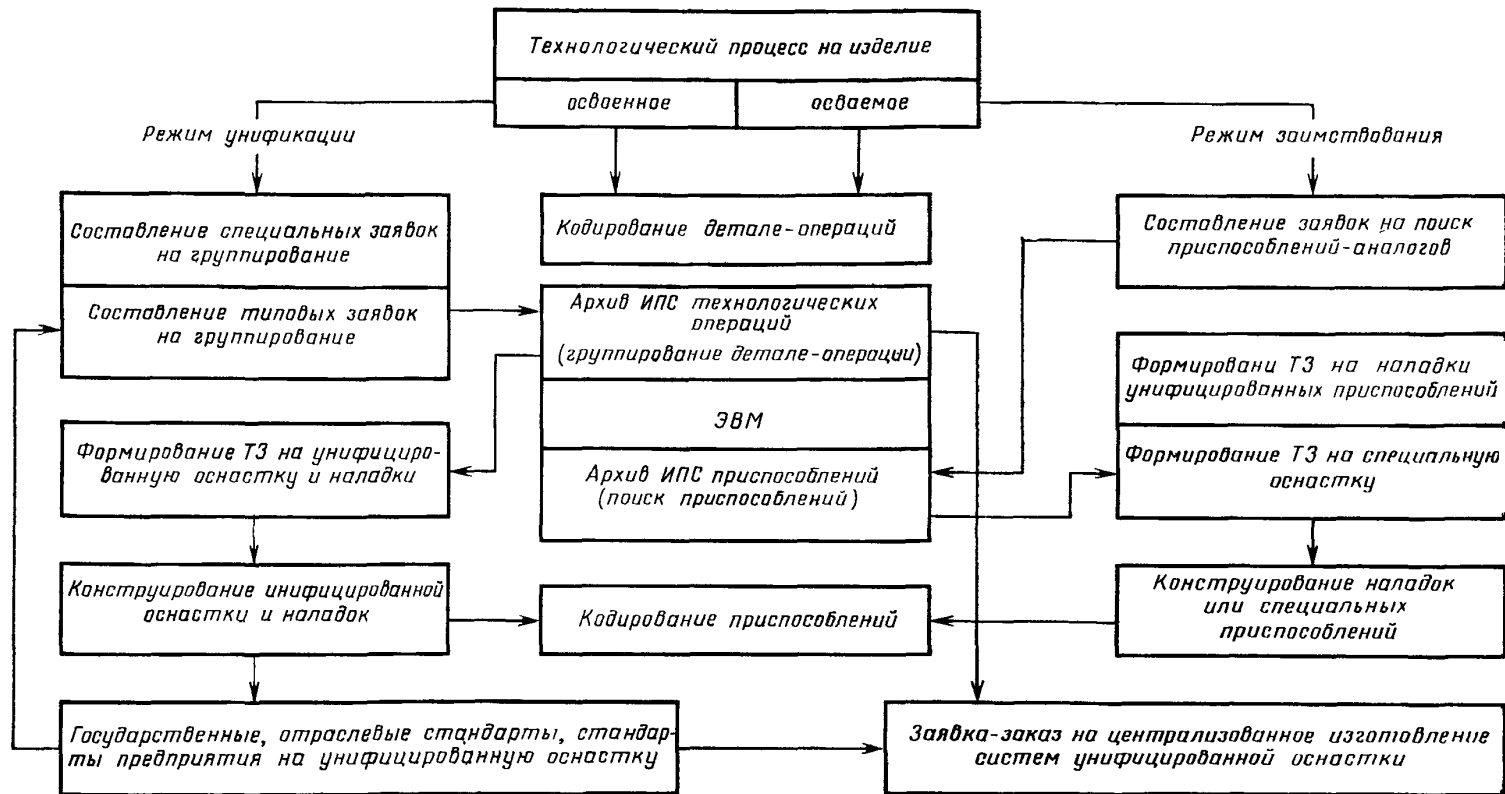 Технологический процесс на изделие
освоенное
осваемое
Режим унификации
Режим заимствования
Составление специальных заявок
на группирование
Составление типовых заявок
на группирование
Кодирование детале-операций
Составление заявок на поиск
приспособлений-аналогов
Архив ИПС технологических
операций
(группирование детале-операции)
ЭВМ
Архив ИПС приспособлений
(поиск приспособлений)
Формировани ТЗ на наладки
унифицированных приспособлений
Формирование ТЗ на специальную
оснастку
Формирование ТЗ на унифициро-
ванную оснастку и наладки
Конструирование инифицированной
оснастки и наладок
Кодирование приспособлений
Конструирование наладок
или специальных
приспособлений
Государственные, отраслевые стандарты, стандар-
ты предприятия на унифицированную оснастку
Заявка-заказ на централизованное изготовление
систем унифицированной оснастки